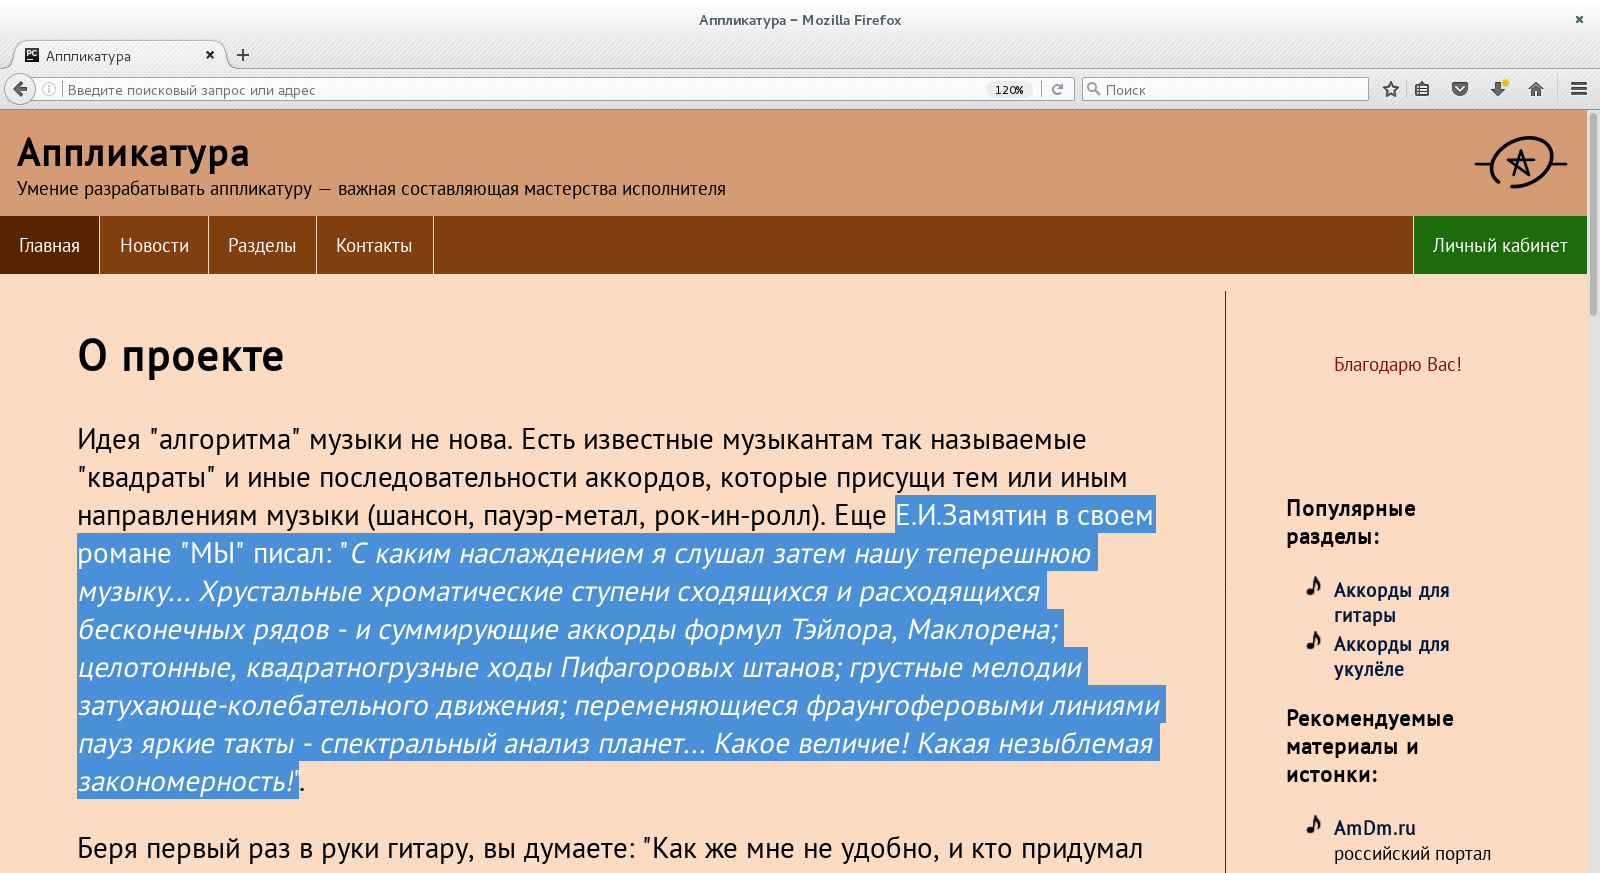 Аппликатура – Mozilla Firefox
PC Аппликатура
Введите поисковый запрос или адрес 120% Поиск
Аппликатура
Умение разрабатывать аппликатуру — важная составляющая мастерства исполнителя
Главная Новости Разделы Контакты Личный кабинет
О проекте
Идея "алгоритма" музыки не нова. Есть известные музыкантам так называемые
"квадраты" и иные последовательности аккордов, которые присущи тем или иным
направлениям музыки (шансон, пауэр-метал, рок-ин-ролл). Еще Е.И.Замятин в своем
романе "МЫ" писал: "С каким наслаждением я слушал затем нашу теперешнюю
музыку... Хрустальные хроматические ступени сходящихся и расходящихся
бесконечных рядов - и суммирующие аккорды формул Тэйлора, Маклорена;
целотонные, квадратногрузные ходы Пифагоровых штанов; грустные мелодии
затухающе-колебательного движения; переменяющиеся фраунгоферовыми линиями
пауз яркие такты - спектральный анализ планет... Какое величие! Какая незыблемая
закономерность!".
Беря первый раз в руки гитару, вы думаете: "Как же мне не удобно, и кто придумал
Благодарю Вас!
Популярные
разделы:
Аккорды для
гитары
Аккорды для
укулёле
Рекомендуемые
материалы и
истонки:
AmDm.ru
российский портал